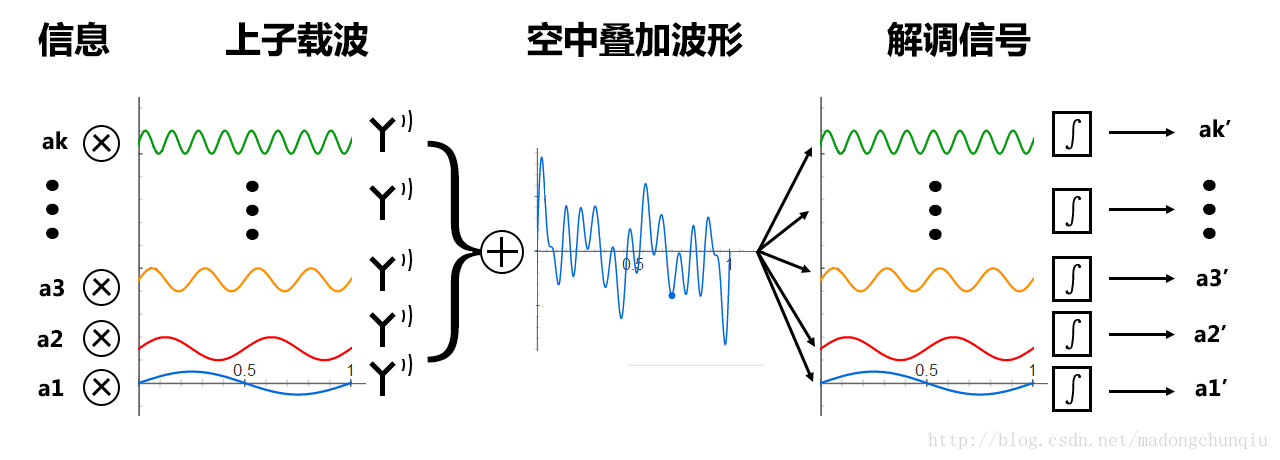 信息 上子载波 空中叠加波形 解调信号
ak ak’
a3 a3’
a2 a2’
a1 a1’
0.5 1
0.5 1
0.5 1
∫
∫
∫
∫
∫
http://blog.csdn.net/madongchunqiu